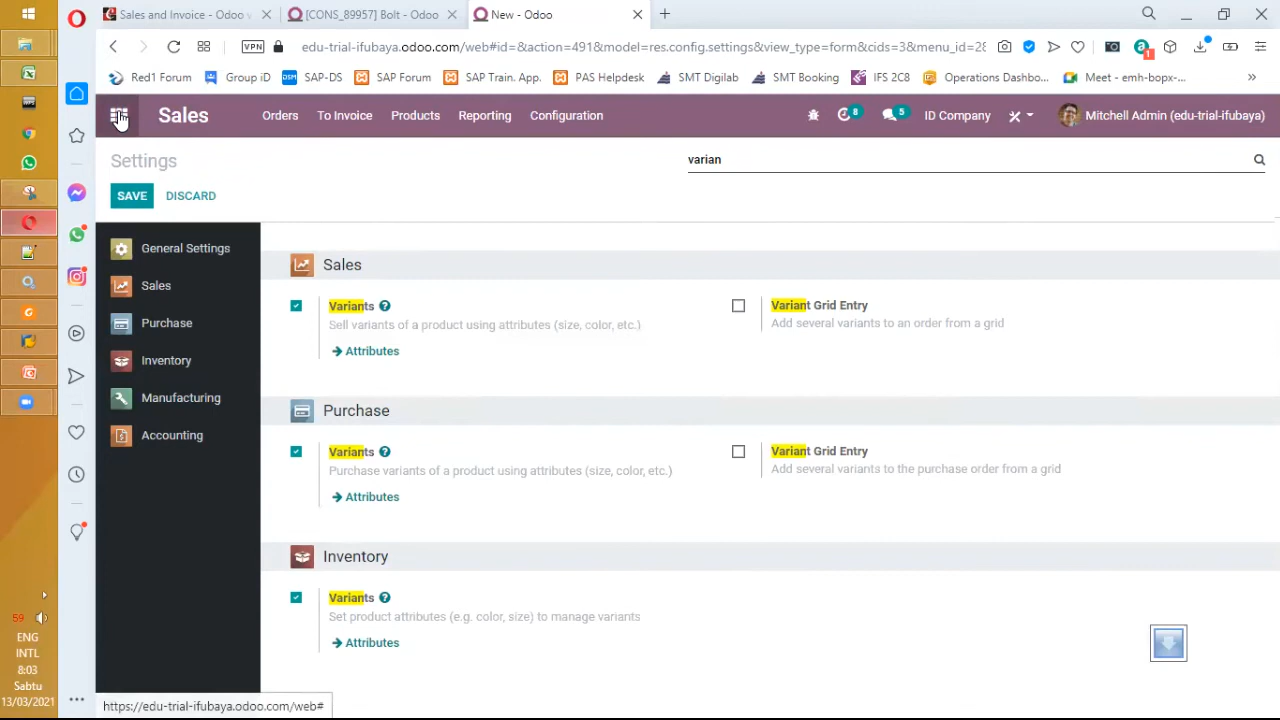 Sales and Invoice - Odoo v
[CONS_89957] Bolt - Odoo
New - Odoo
VPN
edu-trial-ifubaya.odoo.com/web#id=&action=491&model=res.config.settings&view_type=form&cids=3&menu_id=28
1
Red1 Forum
Group iD
SAP-DS
SAP Forum
SAP Train. App.
PAS Helpdesk
SMT Digilab
SMT Booking
IFS 2C8
Operations Dashbo...
Meet - emh-bopx-...
»
Sales
Orders
To Invoice
Products
Reporting
Configuration
8
5
ID Company
Mitchell Admin (edu-trial-ifubaya)
Settings
varian
SAVE
DISCARD
General Settings
Sales
Purchase
Inventory
Manufacturing
Accounting
Sales
Variants
Sell variants of a product using attributes (size, color, etc.)
Attributes
Variant Grid Entry
Add several variants to an order from a grid
Purchase
Variants
Purchase variants of a product using attributes (size, color, etc.)
Attributes
Variant Grid Entry
Add several variants to the purchase order from a grid
Inventory
Variants
Set product attributes (e.g. color, size) to manage variants
Attributes
59
ENG
INTL
8:03
Sabtu
13/03/2021
https://edu-trial-ifubaya.odoo.com/web#